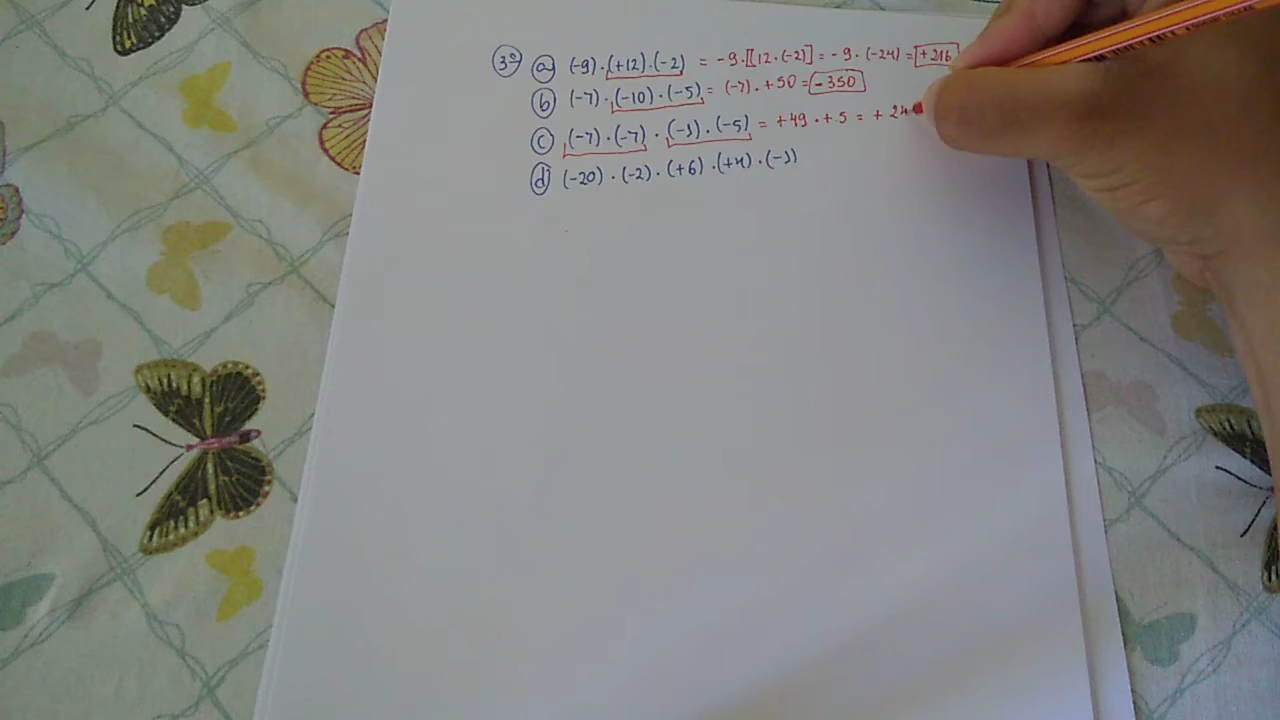 3º a (-9) · (+12) · (-2) = -9 · [[12 · (-2)] = -9 · (-24) = +216
b (-7) · (-10) · (-5) = (-7) · +50 = -350
c (-7) · (-7) · (-1) · (-5) = +49 · +5 = + 24
d (-20) · (-2) · (+6) · (+4) · (-1)